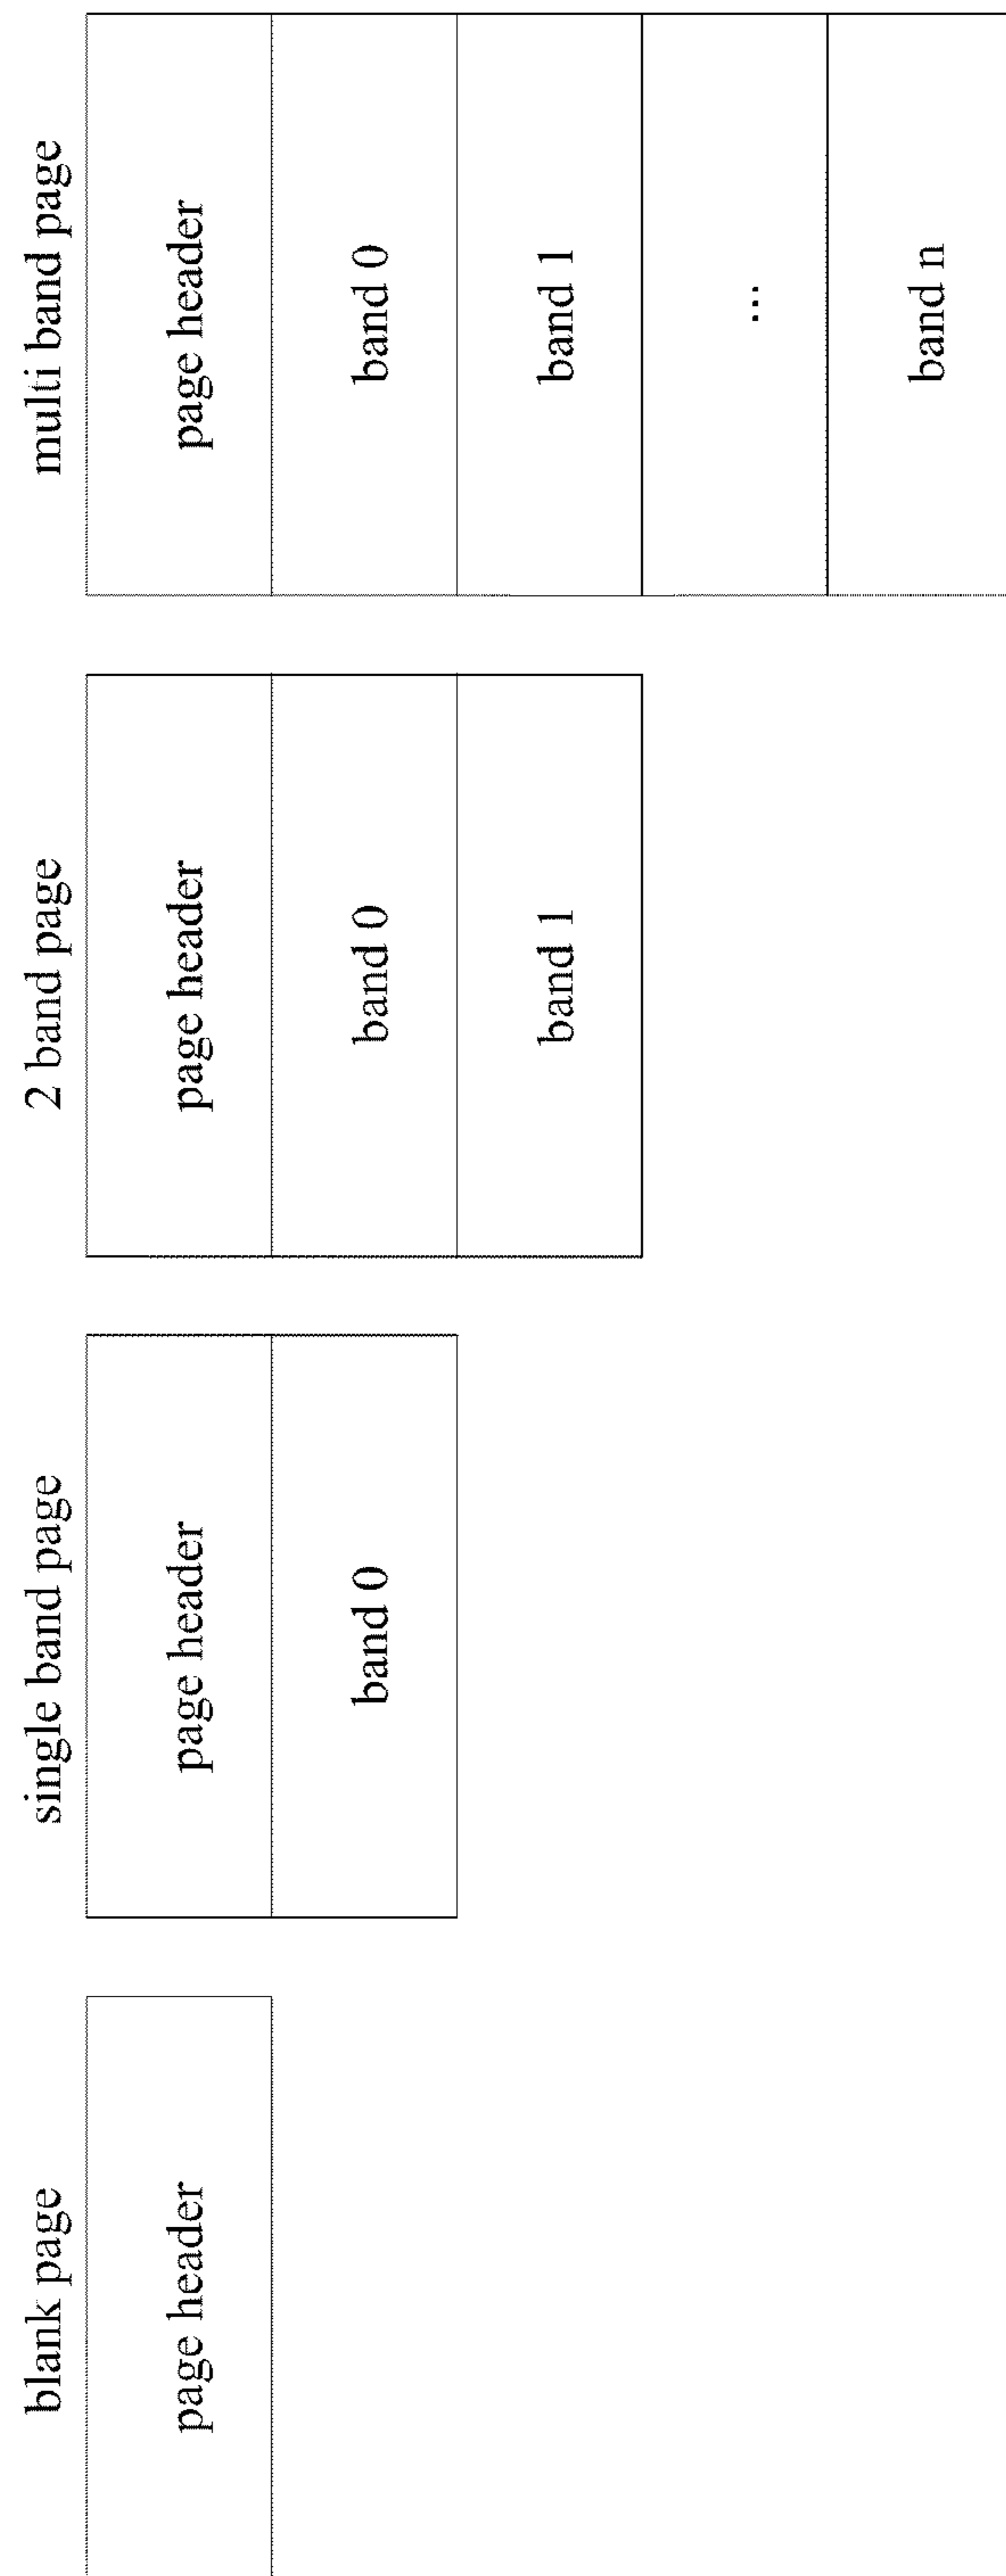 blank page
page header
single band page
page header
band 0
2 band page
page header
band 0
band 1
multi band page
page header
band 0
band 1
...
band n